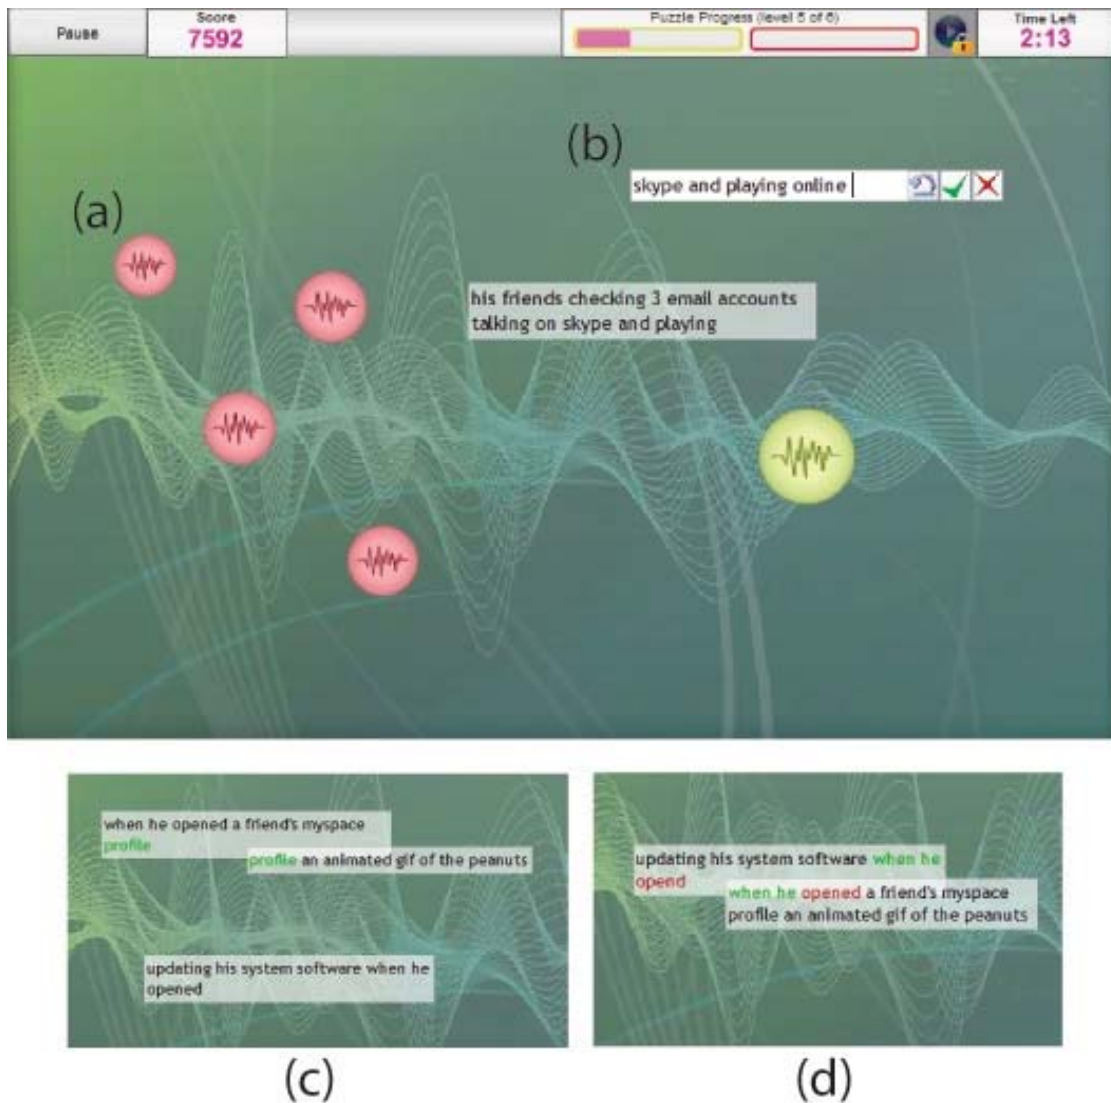 Pause
Score
7592
Puzzle Progress (level 5 of 6)
Time Left
2:13
(b)
skype and playing online
(a)
his friends checking 3 email accounts
talking on skype and playing
when he opened a friend's myspace
profile
profile an animated gif of the peanuts
updating his system software when he
opened
updating his system software when he
opend
when he opened a friend's myspace
profile an animated gif of the peanuts
(c)
(d)